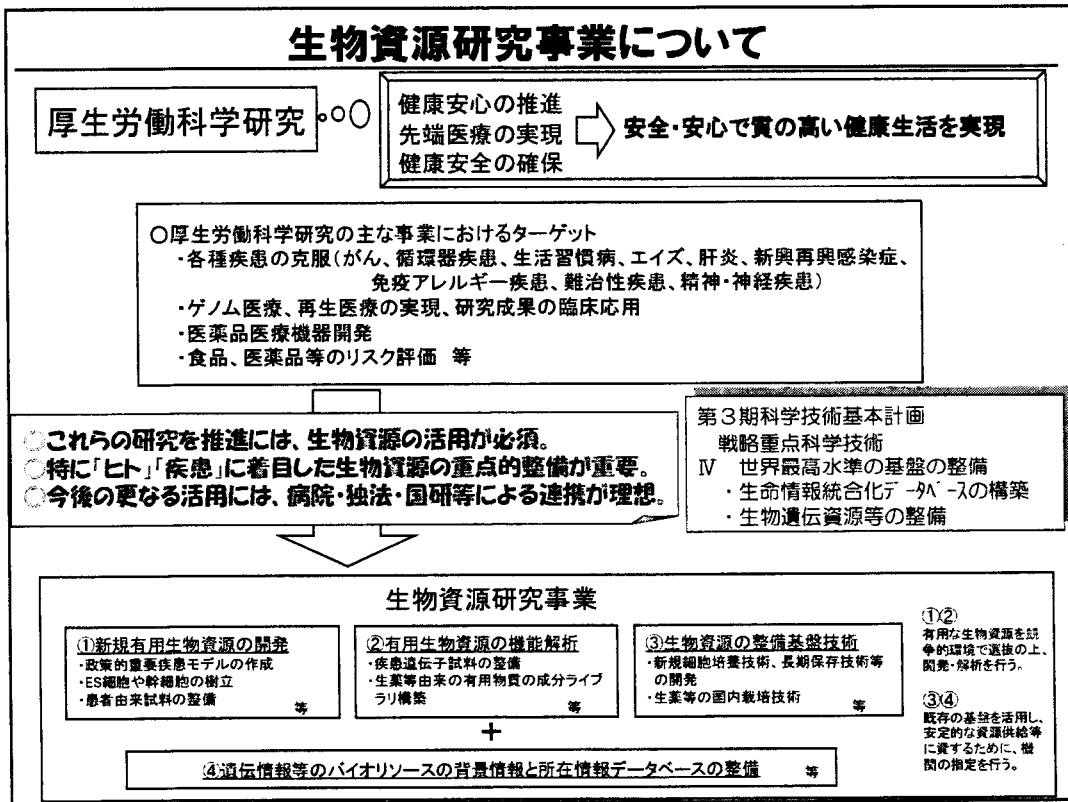 生物資源研究事業について
厚生労働科学研究
健康安心の推進
先端医療の実現
健康安全の確保
安全・安心で質の高い健康生活を実現
○厚生労働科学研究の主な事業におけるターゲット
・各種疾患の克服(がん、循環器疾患、生活習慣病、エイズ、肝炎、新興再興感染症、
免疫アレルギー疾患、難治性疾患、精神・神経疾患)
・ゲノム医療、再生医療の実現、研究成果の臨床応用
・医薬品医療機器開発
・食品、医薬品等のリスク評価 等
○これらの研究を推進には、生物資源の活用が必須。
○特に「ヒト」「疾患」に着目した生物資源の重点的整備が重要。
○今後の更なる活用には、病院・独法・国研等による連携が理想。
第3期科学技術基本計画
戦略重点科学技術
Ⅳ 世界最高水準の基盤の整備
・生命情報統合化データベースの構築
・生物遺伝資源等の整備
生物資源研究事業
①新規有用生物資源の開発
・政策的重要疾患モデルの作成
・ES細胞や幹細胞の樹立
・患者由来試料の整備 等
②有用生物資源の機能解析
・疾患遺伝子試料の整備
・生薬等由来の有用物質の成分ライブ
ラリ構築 等
③生物資源の整備基盤技術
・新規細胞培養技術、長期保存技術等
の開発
・生薬等の国内栽培技術 等
+
④遺伝情報等のバイオリソースの背景情報と所在情報データベースの整備 等
①②
有用な生物資源を競
争的環境で選抜の上、
開発・解析を行う。
③④
既存の基盤を活用し、
安定的な資源供給等
に資するために、機
関の指定を行う。